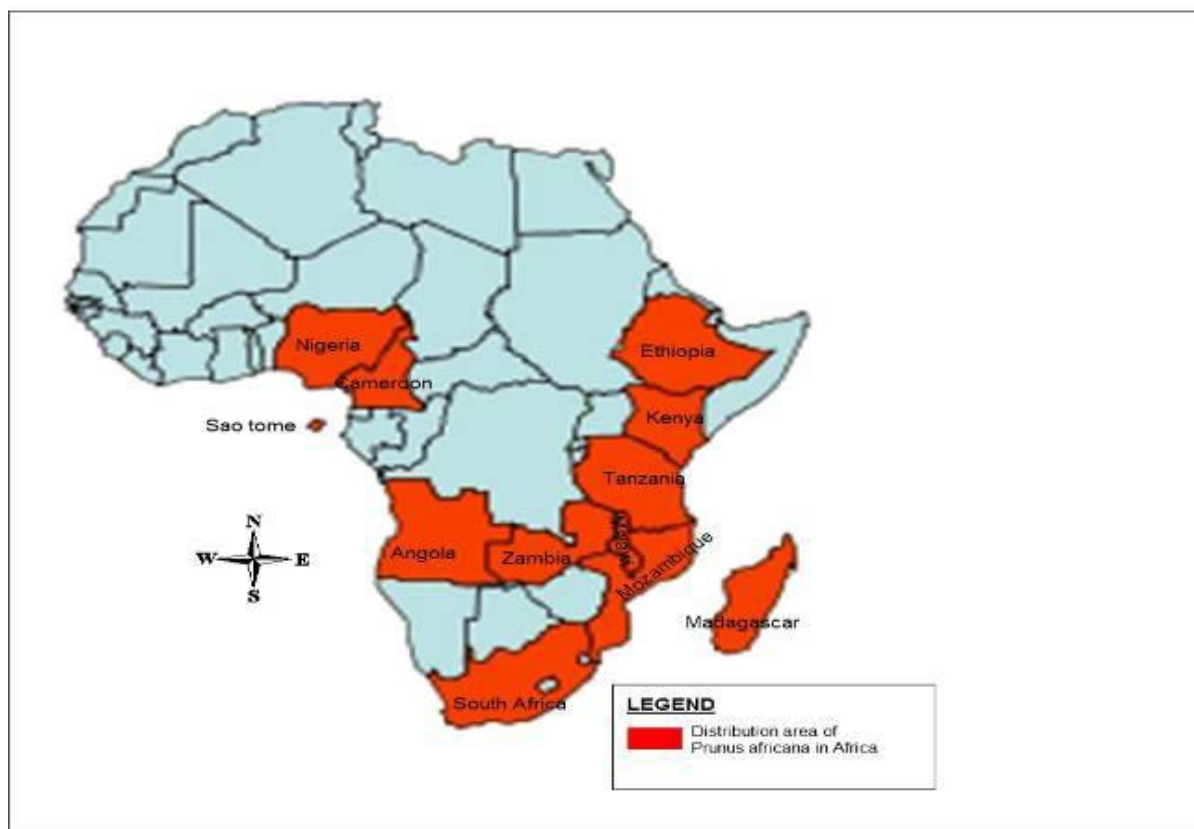 Nigeria
Ethiopia
Cameroon
Kenya
Sao tome
Tanzania
N
W E
S
Angola
Zambia
Mozambique
Madagascar
South Africa
LEGEND
Distribution area of
Prunus africana in Africa